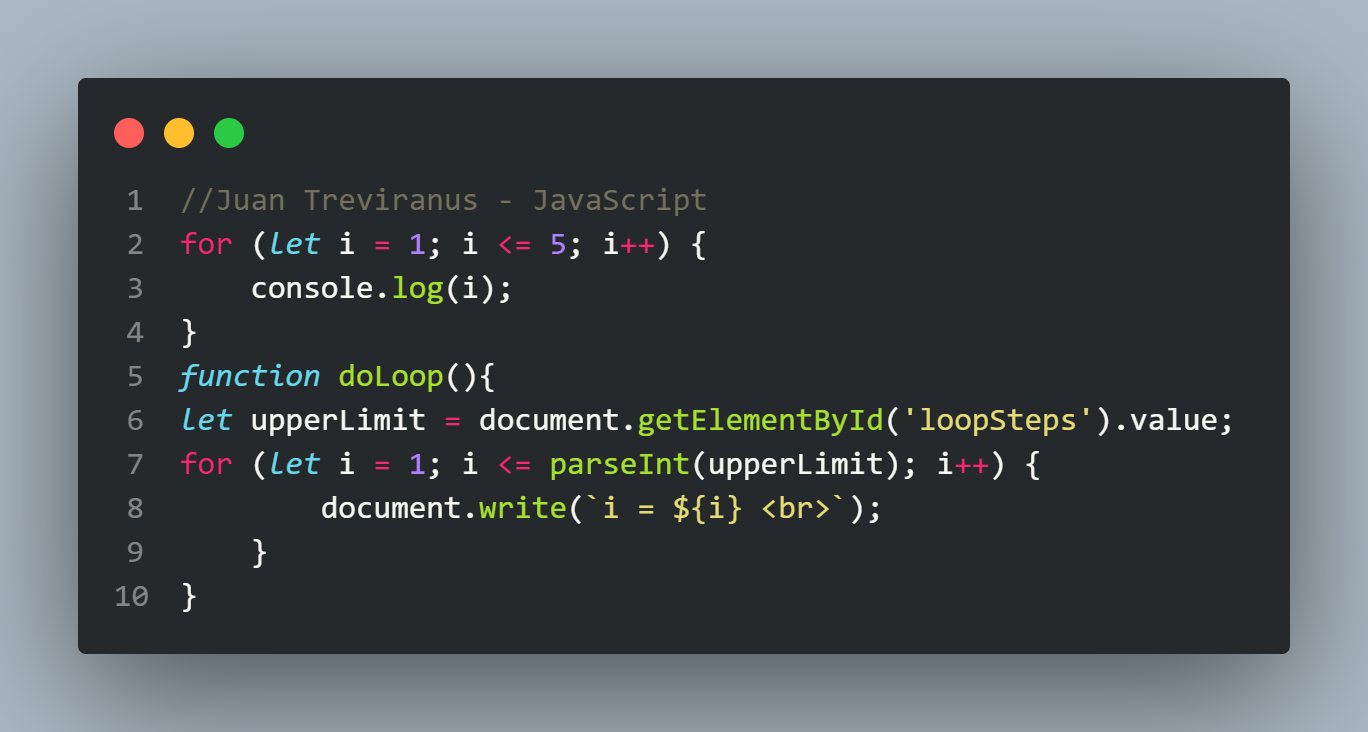 1 //Juan Treviranus - JavaScript
2 for (let i = 1; i <= 5; i++) {
3     console.log(i);
4 }
5 function doLoop(){
6 let upperLimit = document.getElementById('loopSteps').value;
7 for (let i = 1; i <= parseInt(upperLimit); i++) {
8         document.write(`i = ${i} <br>`);
9     }
10 }